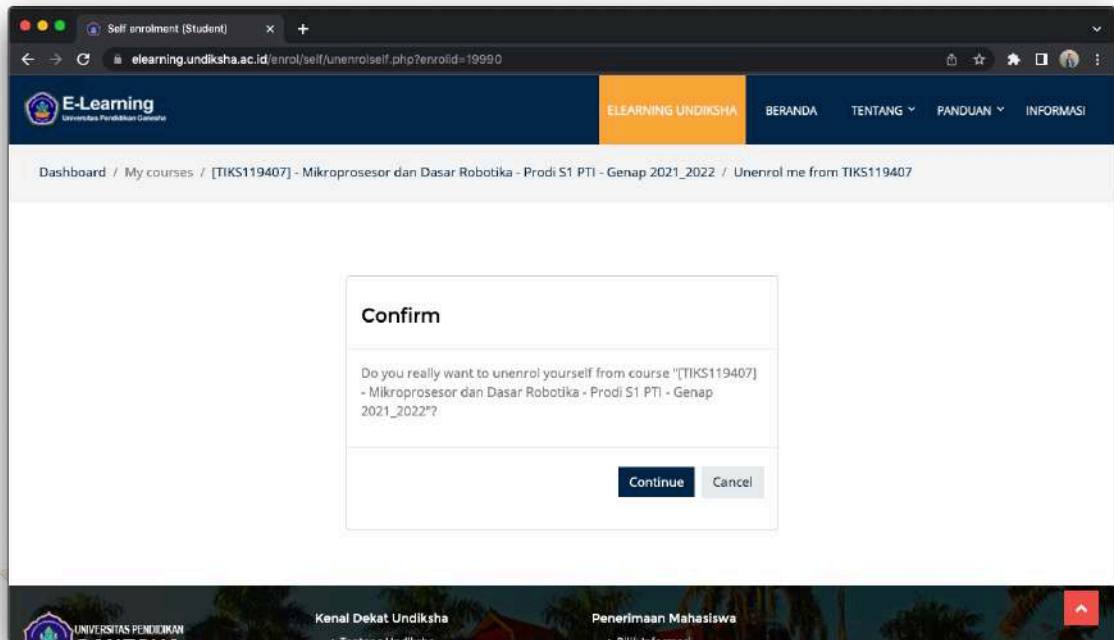 Self enrolment (Student)
elearning.undiksha.ac.id/enrol/self/unenrolself.php?enrolid=19990
E-Learning
Universitas Pendidikan Ganesha
ELEARNING UNDIKSHA
BERANDA
TENTANG
PANDUAN
INFORMASI
Dashboard / My courses / [TIKS119407] - Mikroprosesor dan Dasar Robotika - Prodi S1 PTI - Genap 2021_2022 / Unenrol me from TIKS119407
Confirm
Do you really want to unenrol yourself from course "[TIKS119407]
- Mikroprosesor dan Dasar Robotika - Prodi S1 PTI - Genap
2021_2022"?
Continue
Cancel
UNIVERSITAS PENDIDIKAN
Kenal Dekat Undiksha
Penerimaan Mahasiswa